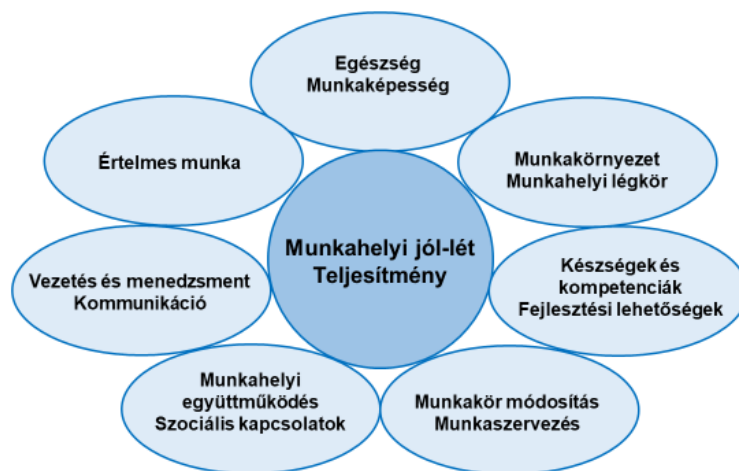 Egészség
Munkaképesség
Értelmes munka
Munkakörnyezet
Munkahelyi légkör
Munkahelyi jól-lét
Teljesítmény
Vezetés és menedzsment
Kommunikáció
Készségek és
kompetenciák
Fejlesztési lehetőségek
Munkahelyi
együttműködés
Szociális kapcsolatok
Munkakör módosítás
Munkaszervezés